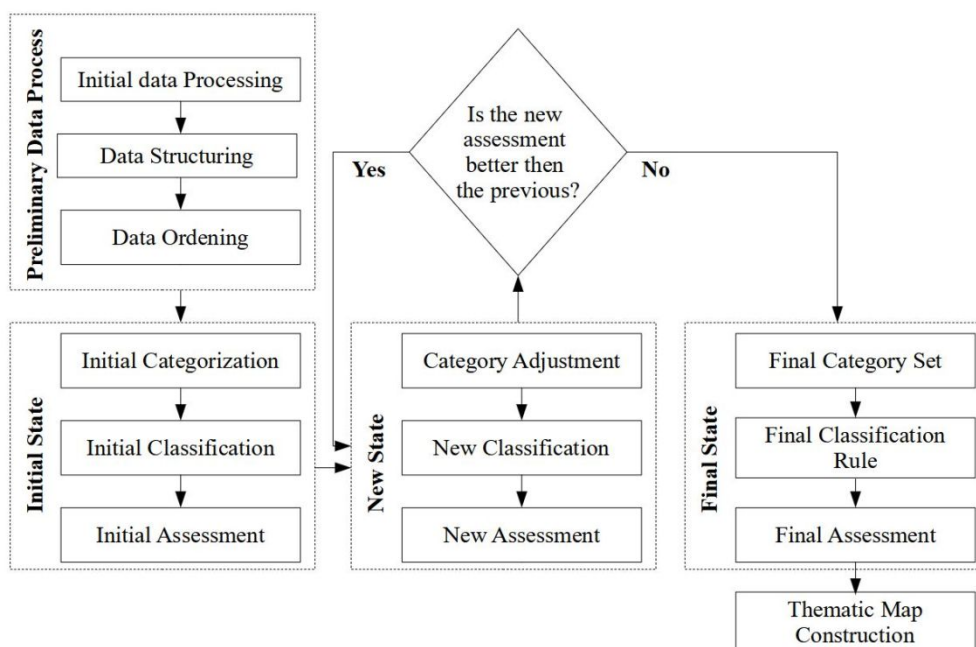 Preliminary Data Process
Initial data Processing
Data Structuring
Data Ordening
Is the new
assessment
better then
the previous?
Yes
No
Initial State
Initial Categorization
Initial Classification
Initial Assessment
New State
Category Adjustment
New Classification
New Assessment
Final State
Final Category Set
Final Classification
Rule
Final Assessment
Thematic Map
Construction